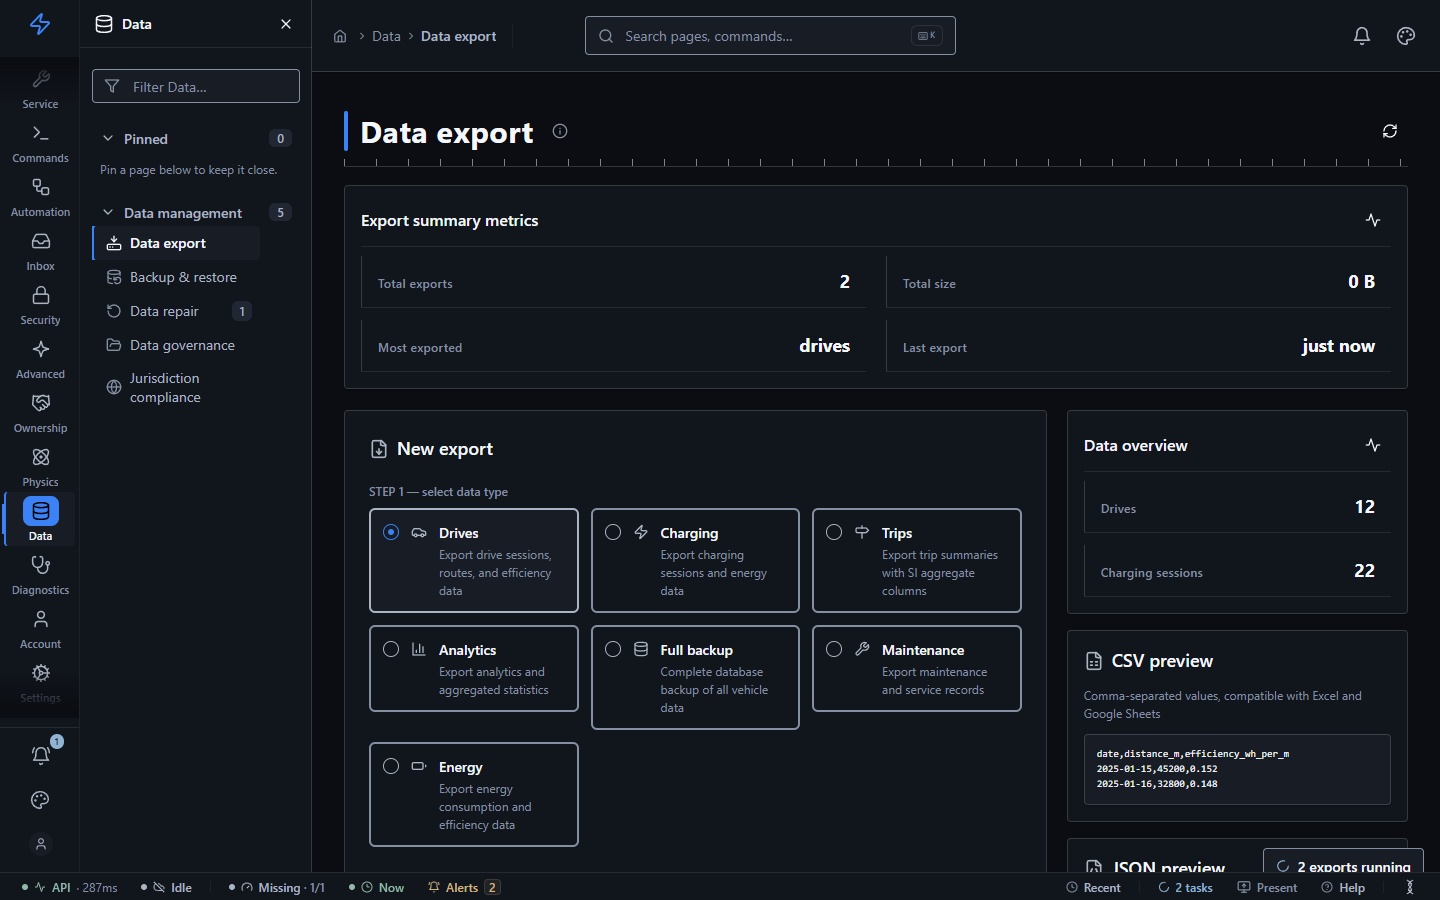 Data
Data
Data export
Search pages, commands...
K
Service
Commands
Automation
Inbox
Security
Advanced
Ownership
Physics
Data
Diagnostics
Account
Settings
1
Filter Data...
Pinned
0
Pin a page below to keep it close.
Data management
5
Data export
Backup & restore
Data repair
1
Data governance
Jurisdiction
compliance
Data export
Export summary metrics
Total exports
2
Total size
0 B
Most exported
drives
Last export
just now
New export
STEP 1 — select data type
Drives
Export drive sessions,
routes, and efficiency
data
Charging
Export charging
sessions and energy
data
Trips
Export trip summaries
with SI aggregate
columns
Analytics
Export analytics and
aggregated statistics
Full backup
Complete database
backup of all vehicle
data
Maintenance
Export maintenance
and service records
Energy
Export energy
consumption and
efficiency data
Data overview
Drives
12
Charging sessions
22
CSV preview
Comma-separated values, compatible with Excel and
Google Sheets
date,distance_m,efficiency_wh_per_m
2025-01-15,45200,0.152
2025-01-16,32800,0.148
JSON preview
2 exports running
API · 287ms
Idle
Missing · 1/1
Now
Alerts
2
Recent
2 tasks
Present
Help